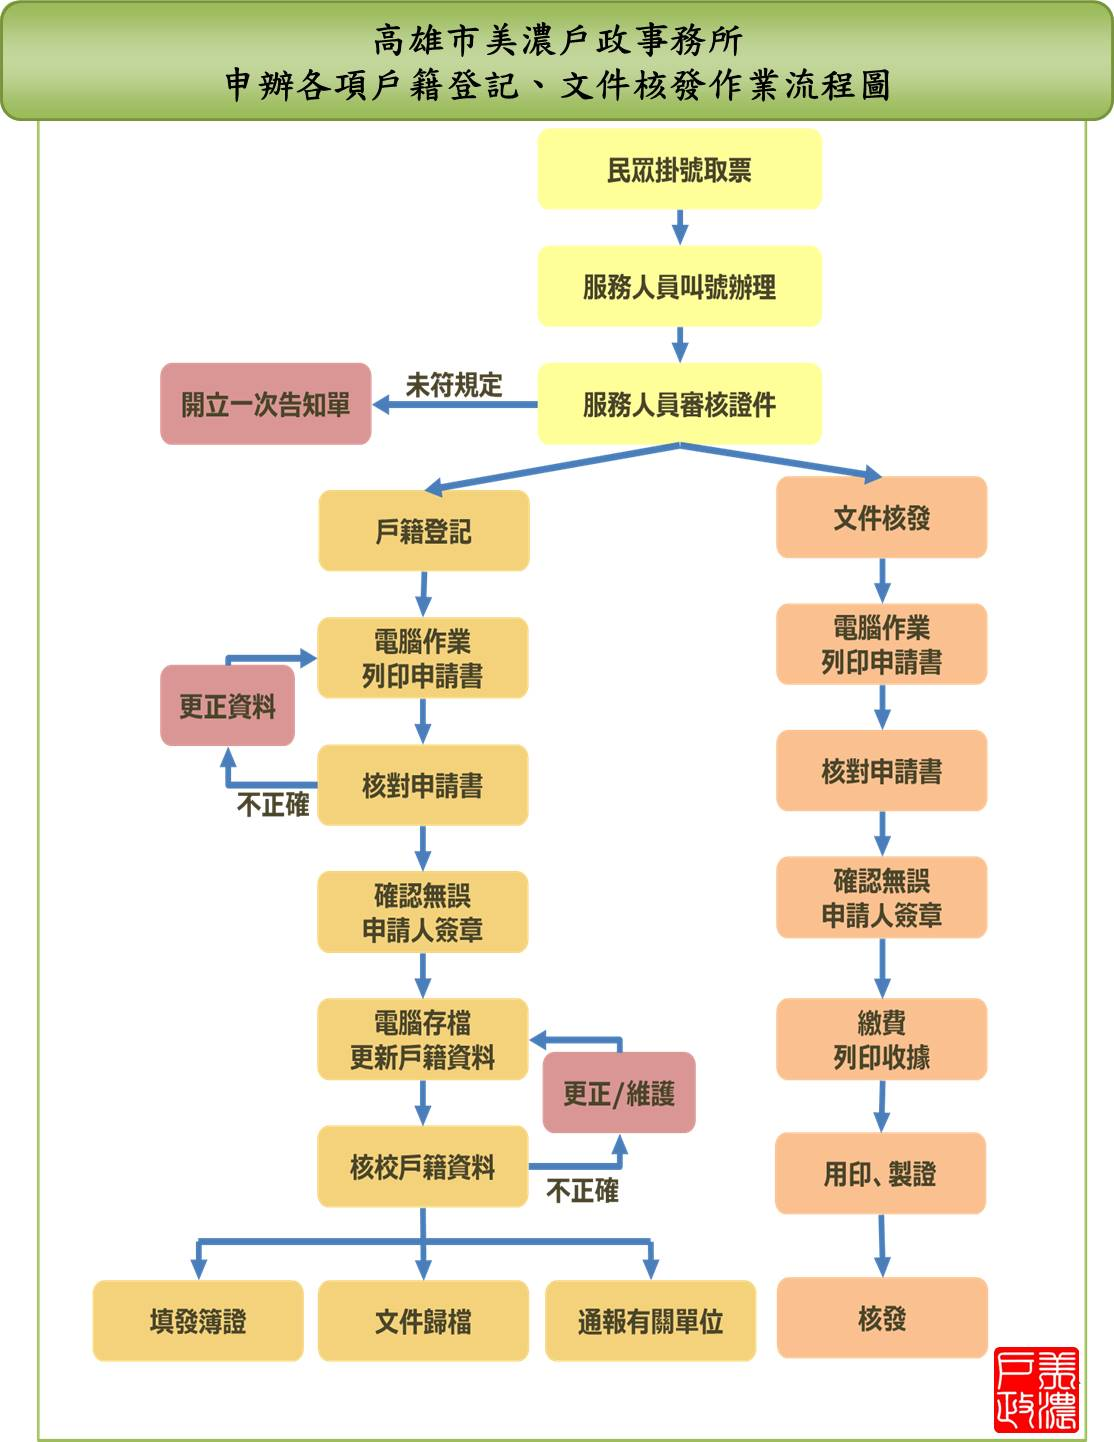 高雄市美濃戶政事務所
申辦各項戶籍登記、文件核發作業流程圖
民眾掛號取票
服務人員叫號辦理
服務人員審核證件
未符規定
開立一次告知單
戶籍登記
電腦作業
列印申請書
更正資料
核對申請書
不正確
確認無誤
申請人簽章
電腦存檔
更新戶籍資料
更正/維護
核校戶籍資料
不正確
填發簿證
文件歸檔
通報有關單位
文件核發
電腦作業
列印申請書
核對申請書
確認無誤
申請人簽章
繳費
列印收據
用印、製證
核發
美濃
戶政